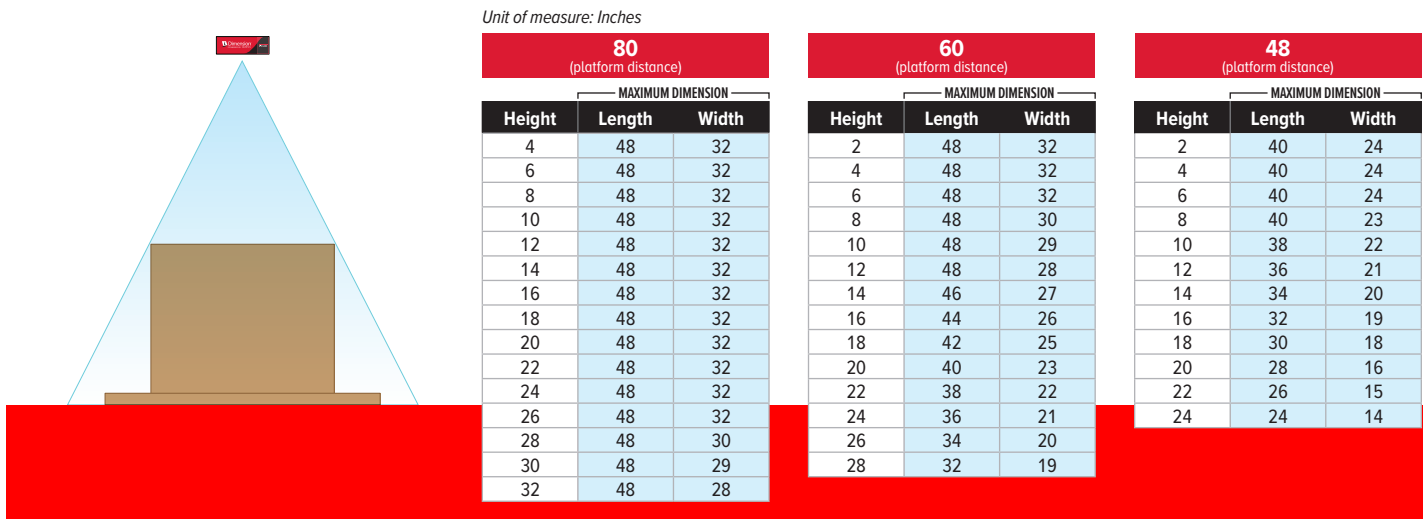 Unit of measure: Inches
Dimension
80
(platform distance)
MAXIMUM DIMENSION
Height Length Width
4 48 32
6 48 32
8 48 32
10 48 32
12 48 32
14 48 32
16 48 32
18 48 32
20 48 32
22 48 32
24 48 32
26 48 32
28 48 30
30 48 29
32 48 28
60
(platform distance)
MAXIMUM DIMENSION
Height Length Width
2 48 32
4 48 32
6 48 32
8 48 30
10 48 29
12 48 28
14 46 27
16 44 26
18 42 25
20 40 23
22 38 22
24 36 21
26 34 20
28 32 19
48
(platform distance)
MAXIMUM DIMENSION
Height Length Width
2 40 24
4 40 24
6 40 24
8 40 23
10 38 22
12 36 21
14 34 20
16 32 19
18 30 18
20 28 16
22 26 15
24 24 14